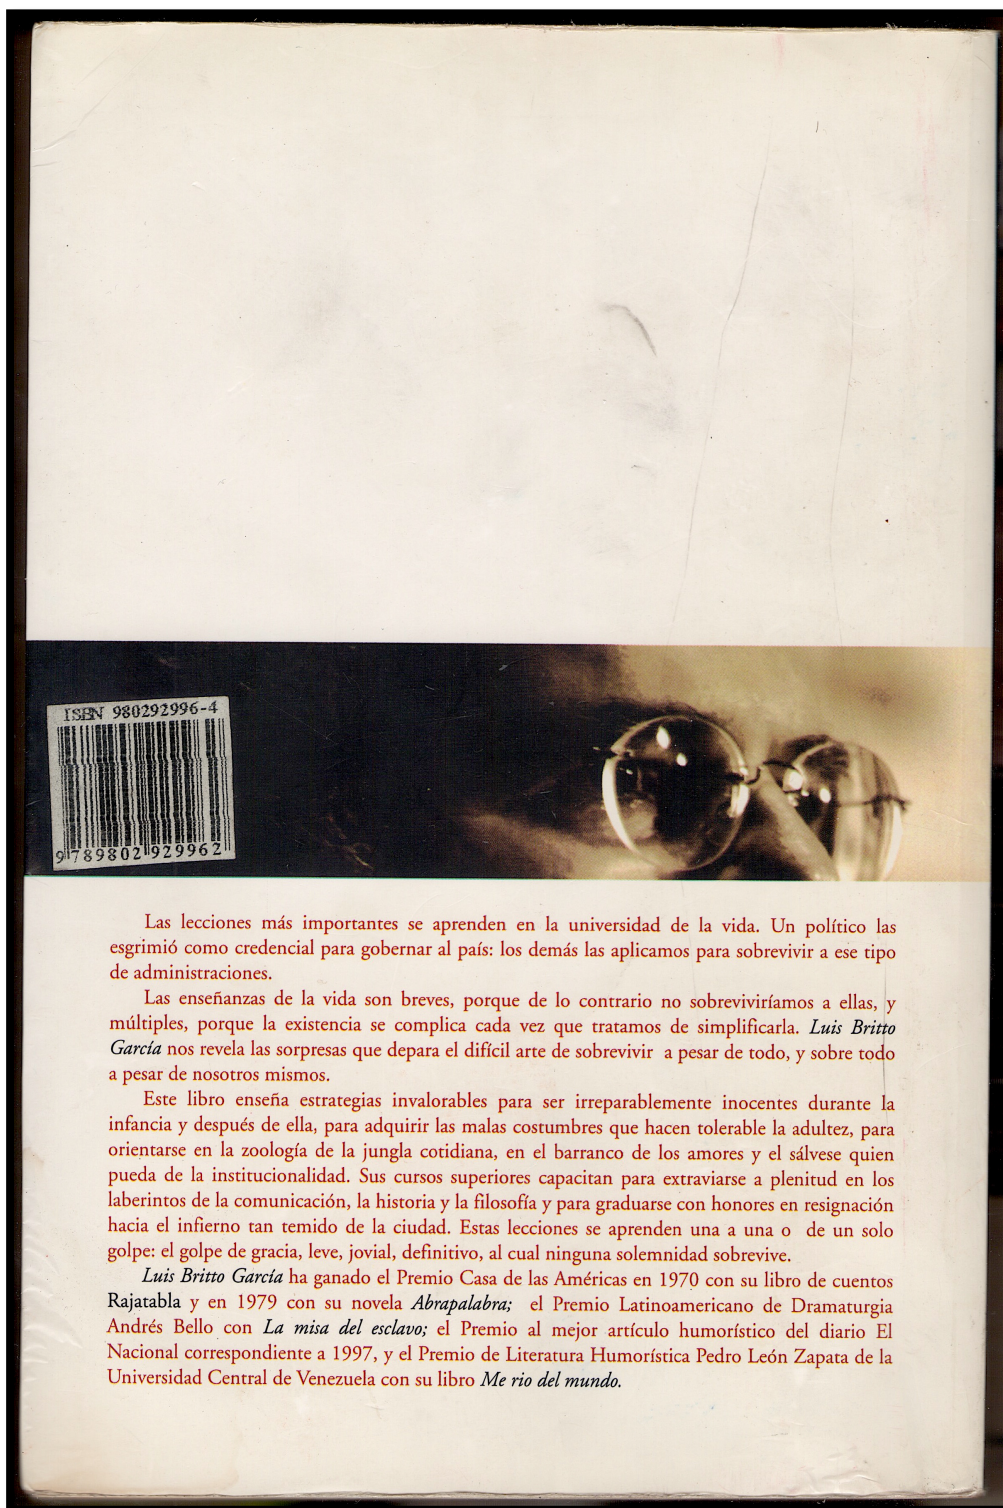 ISBN 980292996-4
9 789802 929962
Las lecciones más importantes se aprenden en la universidad de la vida. Un político las
esgrimió como credencial para gobernar al país: los demás las aplicamos para sobrevivir a ese tipo
de administraciones.
Las enseñanzas de la vida son breves, porque de lo contrario no sobreviviríamos a ellas, y
múltiples, porque la existencia se complica cada vez que tratamos de simplificarla. Luis Britto
García nos revela las sorpresas que depara el difícil arte de sobrevivir a pesar de todo, y sobre todo
a pesar de nosotros mismos.
Este libro enseña estrategias invalorables para ser irreparablemente inocentes durante la
infancia y después de ella, para adquirir las malas costumbres que hacen tolerable la adultez, para
orientarse en la zoología de la jungla cotidiana, en el barranco de los amores y el sálvese quien
pueda de la institucionalidad. Sus cursos superiores capacitan para extraviarse a plenitud en los
laberintos de la comunicación, la historia y la filosofía y para graduarse con honores en resignación
hacia el infierno tan temido de la ciudad. Estas lecciones se aprenden una a una o de un solo
golpe: el golpe de gracia, leve, jovial, definitivo, al cual ninguna solemnidad sobrevive.
Luis Britto García ha ganado el Premio Casa de las Américas en 1970 con su libro de cuentos
Rajatabla y en 1979 con su novela Abrapalabra; el Premio Latinoamericano de Dramaturgia
Andrés Bello con La misa del esclavo; el Premio al mejor artículo humorístico del diario El
Nacional correspondiente a 1997, y el Premio de Literatura Humorística Pedro León Zapata de la
Universidad Central de Venezuela con su libro Me rio del mundo.